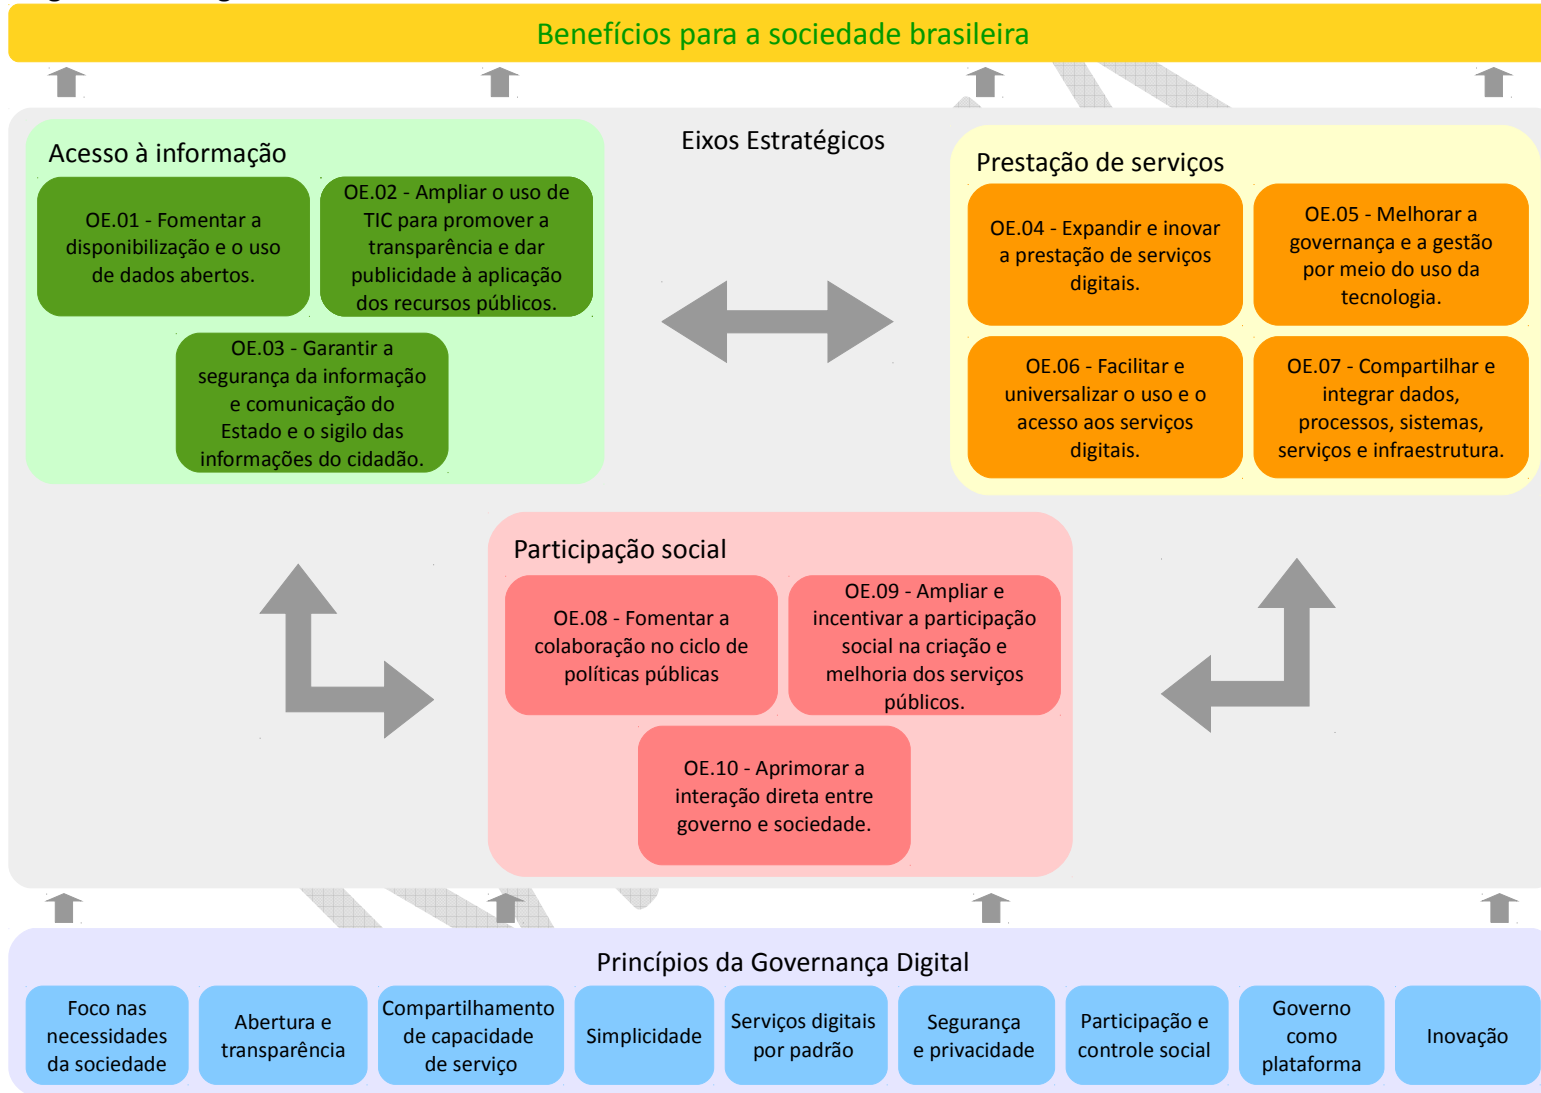 Benefícios para a sociedade brasileira
Eixos Estratégicos
Acesso à informação
OE.01 - Fomentar a
disponibilização e o uso
de dados abertos.
OE.02 - Ampliar o uso de
TIC para promover a
transparência e dar
publicidade à aplicação
dos recursos públicos.
OE.03 - Garantir a
segurança da informação
e comunicação do
Estado e o sigilo das
informações do cidadão.
Prestação de serviços
OE.04 - Expandir e inovar
a prestação de serviços
digitais.
OE.05 - Melhorar a
governança e a gestão
por meio do uso da
tecnologia.
OE.06 - Facilitar e
universalizar o uso e o
acesso aos serviços
digitais.
OE.07 - Compartilhar e
integrar dados,
processos, sistemas,
serviços e infraestrutura.
Participação social
OE.08 - Fomentar a
colaboração no ciclo de
políticas públicas
OE.09 - Ampliar e
incentivar a participação
social na criação e
melhoria dos serviços
públicos.
OE.10 - Aprimorar a
interação direta entre
governo e sociedade.
Princípios da Governança Digital
Foco nas
necessidades
da sociedade
Abertura e
transparência
Compartilhamento
de capacidade
de serviço
Simplicidade
Serviços digitais
por padrão
Segurança
e privacidade
Participação e
controle social
Governo
como
plataforma
Inovação